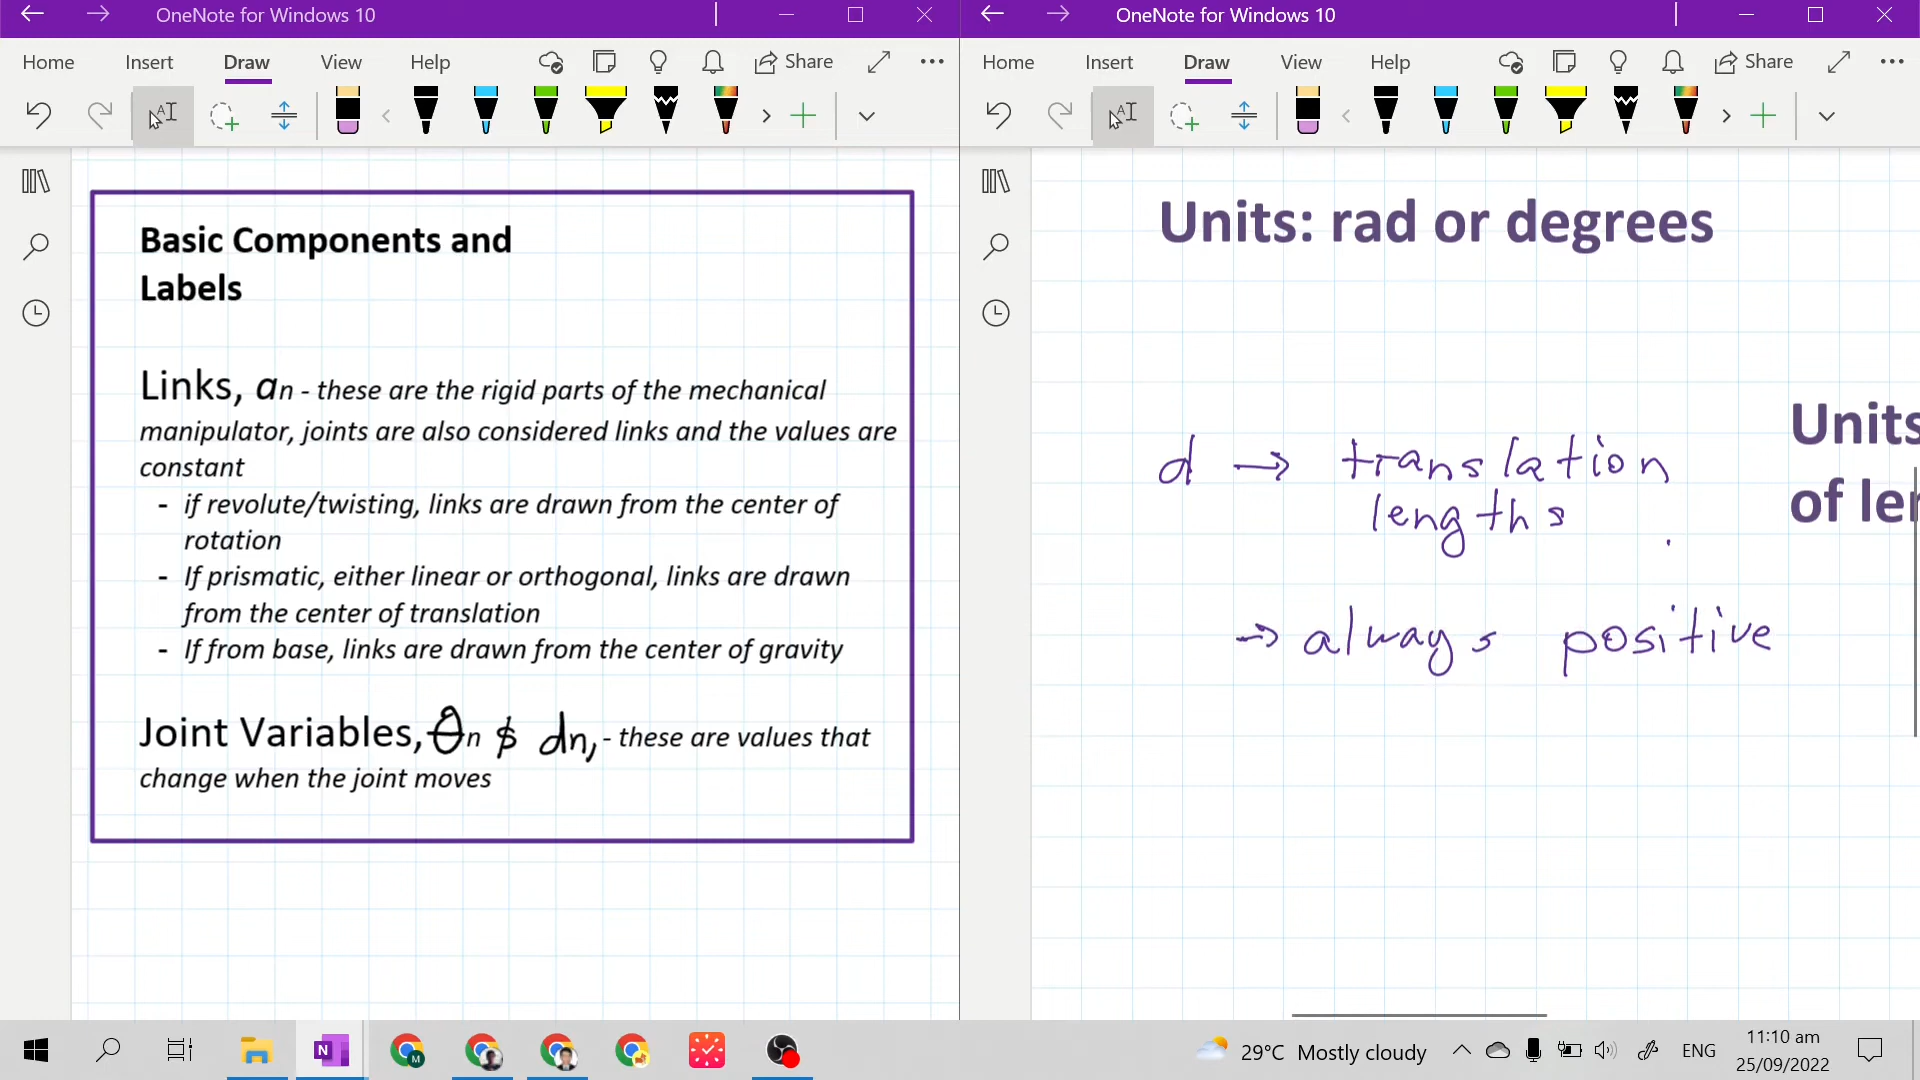 OneNote for Windows 10
Home Insert Draw View Help Share
Basic Components and
Labels
Links, an - these are the rigid parts of the mechanical
manipulator, joints are also considered links and the values are
constant
- if revolute/twisting, links are drawn from the center of
rotation
- If prismatic, either linear or orthogonal, links are drawn
from the center of translation
- If from base, links are drawn from the center of gravity
Joint Variables, θn $ dn, - these are values that
change when the joint moves
OneNote for Windows 10
Home Insert Draw View Help Share
Units: rad or degrees
d → translation
lengths
Units
of len
→ always positive
29°C Mostly cloudy ENG 11:10 am
25/09/2022